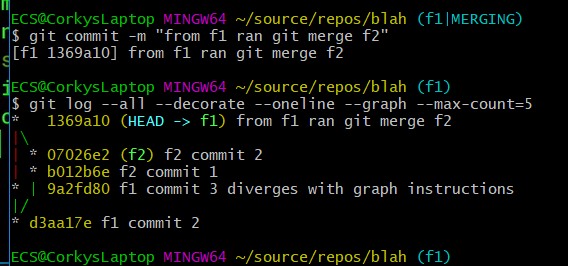 ECS@CorkysLaptop MINGW64 ~/source/repos/blah (f1|MERGING)
$ git commit -m "from f1 ran git merge f2"
[f1 1369a10] from f1 ran git merge f2
ECS@CorkysLaptop MINGW64 ~/source/repos/blah (f1)
$ git log --all --decorate --oneline --graph --max-count=5
*   1369a10 (HEAD -> f1) from f1 ran git merge f2
|\
| * 07026e2 (f2) f2 commit 2
| * b012b6e f2 commit 1
* | 9a2fd80 f1 commit 3 diverges with graph instructions
|/
* d3aa17e f1 commit 2
ECS@CorkysLaptop MINGW64 ~/source/repos/blah (f1)